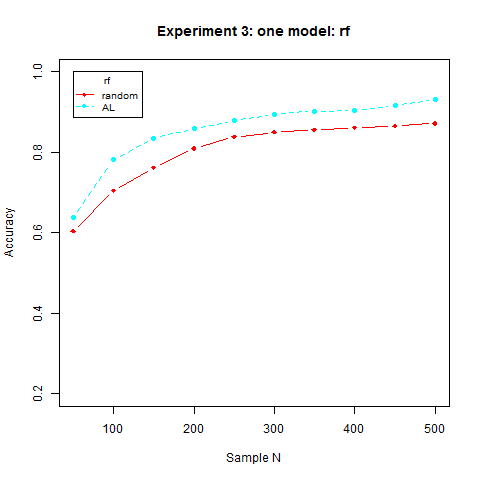 Experiment 3: one model: rf
rf
random
AL
1.0
0.8
0.6
0.4
0.2
Accuracy
100
200
300
400
500
Sample N